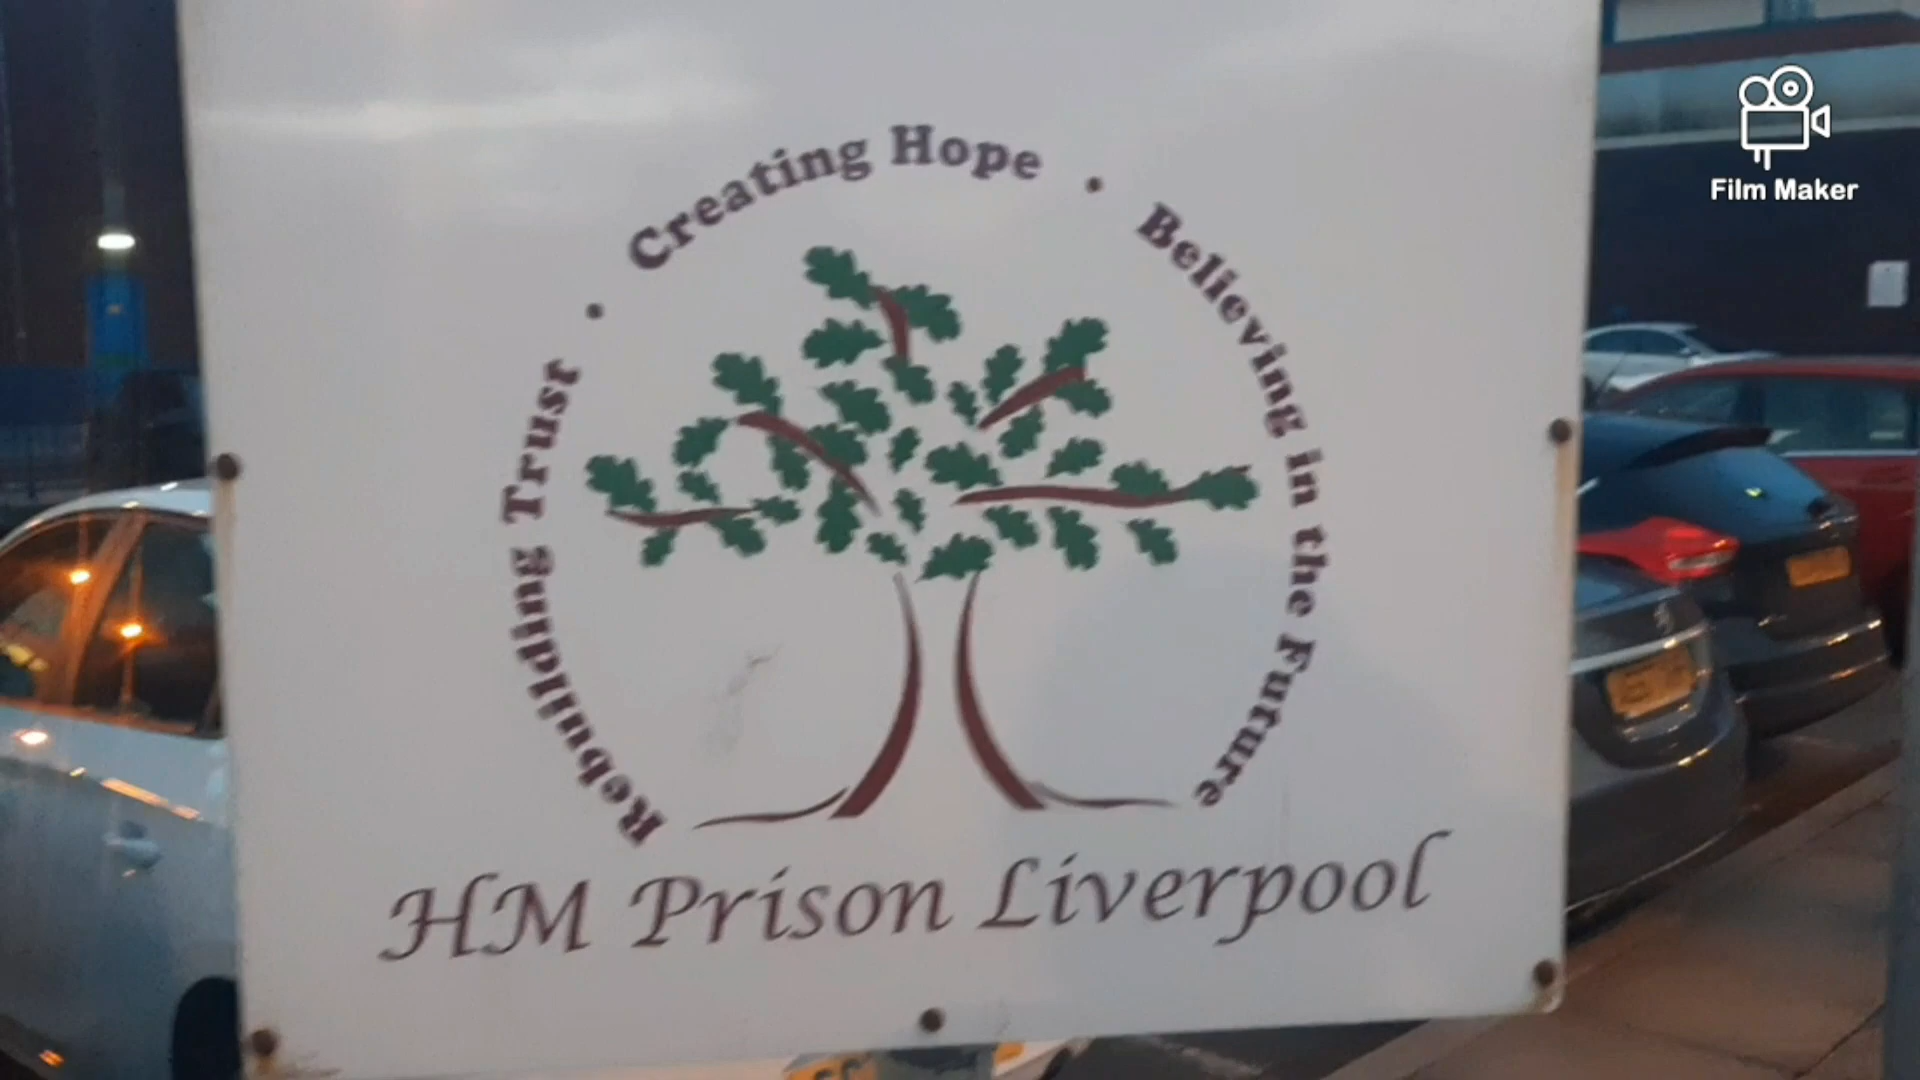 Rebuilding Trust • Creating Hope • Believing in the Future
HM Prison Liverpool
Film Maker